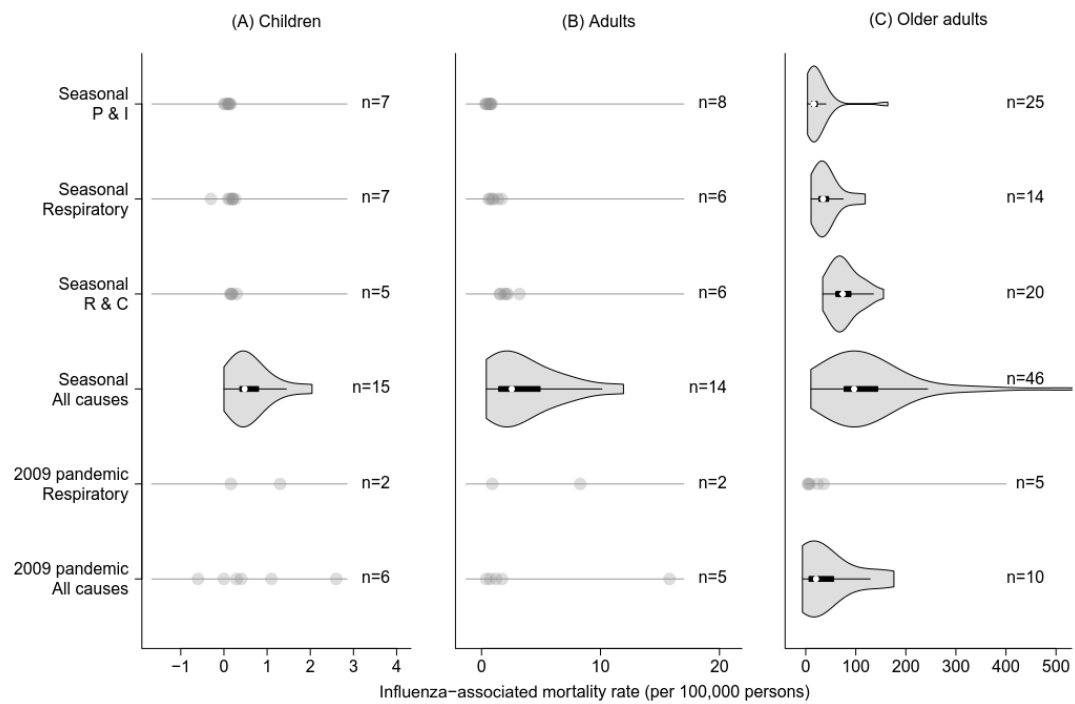 (A) Children
(B) Adults
(C) Older adults
Seasonal
P & I
n=7
n=8
n=25
Seasonal
Respiratory
n=7
n=6
n=14
Seasonal
R & C
n=5
n=6
n=20
Seasonal
All causes
n=15
n=14
n=46
2009 pandemic
Respiratory
n=2
n=2
n=5
2009 pandemic
All causes
n=6
n=5
n=10
−1 0 1 2 3 4
0 10 20
0 100 200 300 400 500
Influenza−associated mortality rate (per 100,000 persons)